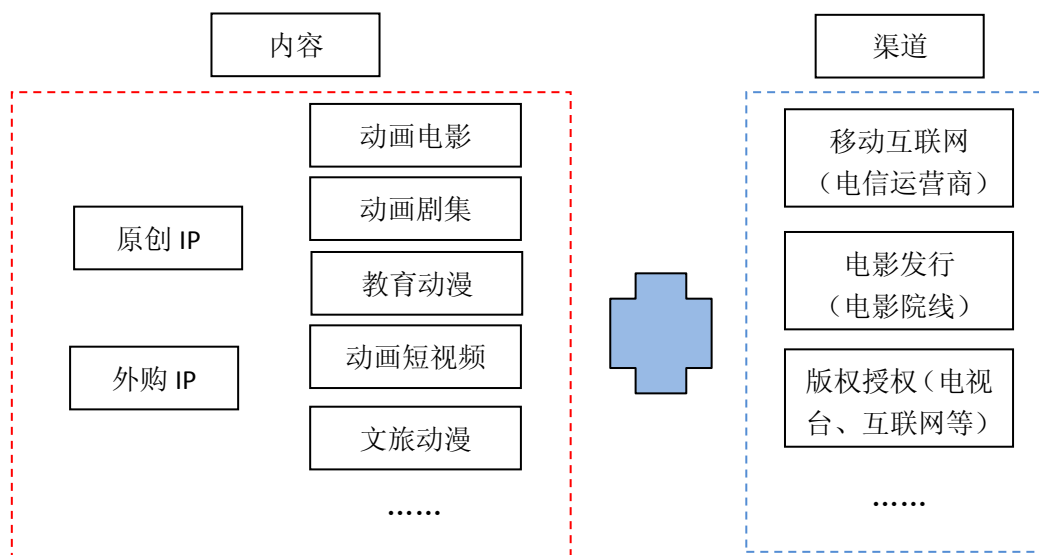 内容
渠道
原创 IP
外购 IP
动画电影
动画剧集
教育动漫
动画短视频
文旅动漫
……
移动互联网
（电信运营商）
电影发行
（电影院线）
版权授权（电视
台、互联网等）
……